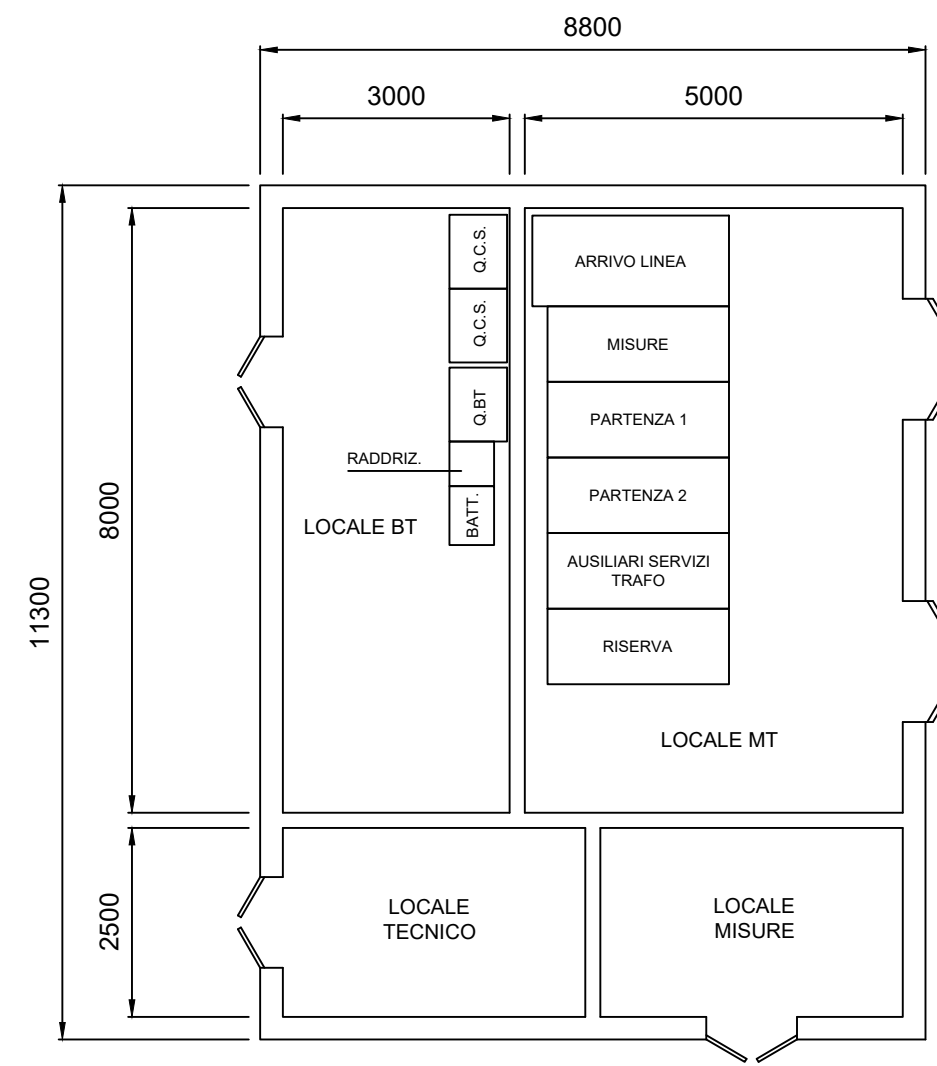 8800
3000
5000
11300
8000
2500
Q.C.S.
Q.C.S.
Q.BT
RADDRIZ.
BATT.
LOCALE BT
ARRIVO LINEA
MISURE
PARTENZA 1
PARTENZA 2
AUSILIARI SERVIZI
TRAFO
RISERVA
LOCALE MT
LOCALE
TECNICO
LOCALE
MISURE